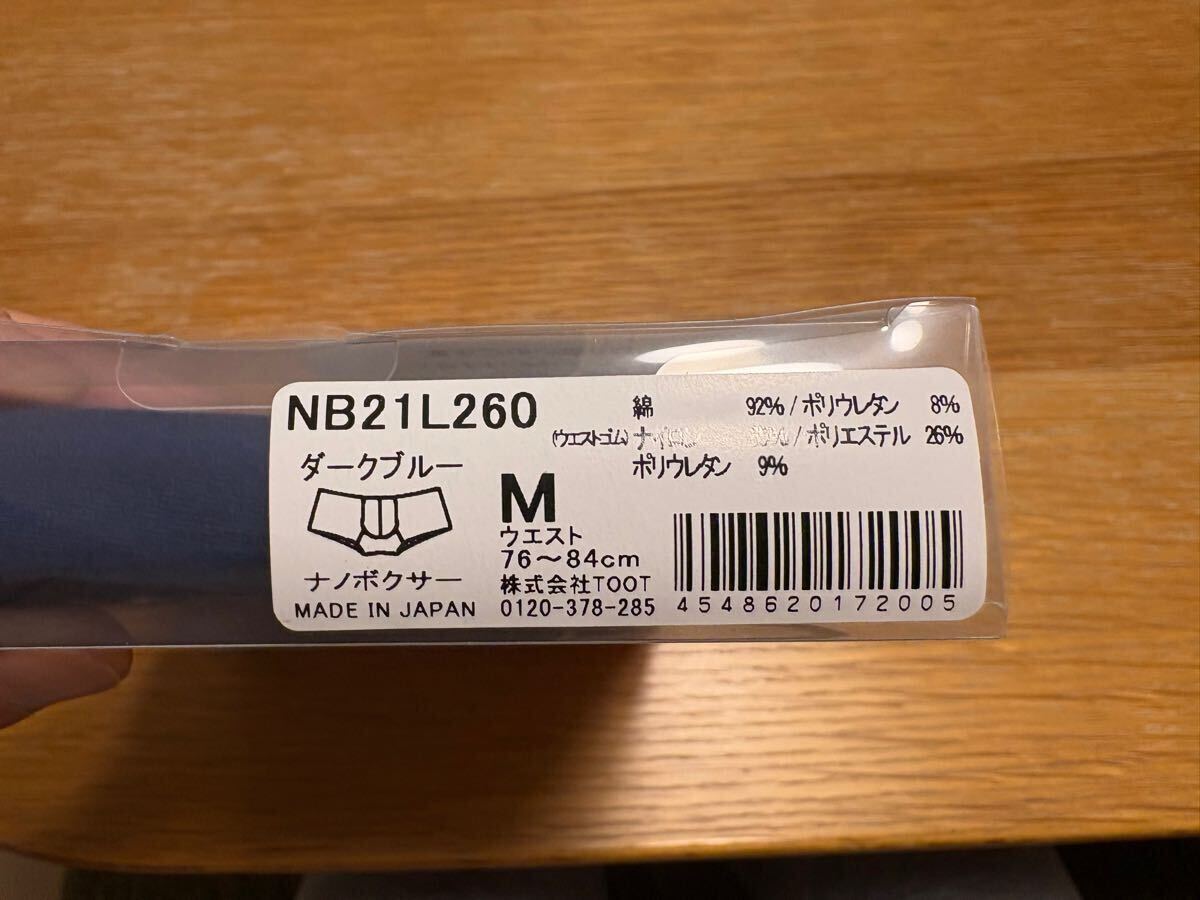 NB21L260
ダークブルー
ナノボクサー
MADE IN JAPAN
M
ウエスト
76～84cm
株式会社TOOT
0120-378-285
綿 92% / ポリウレタン 8%
(ウエストゴム) / ポリエステル 26%
ポリウレタン 9%
4548620172005